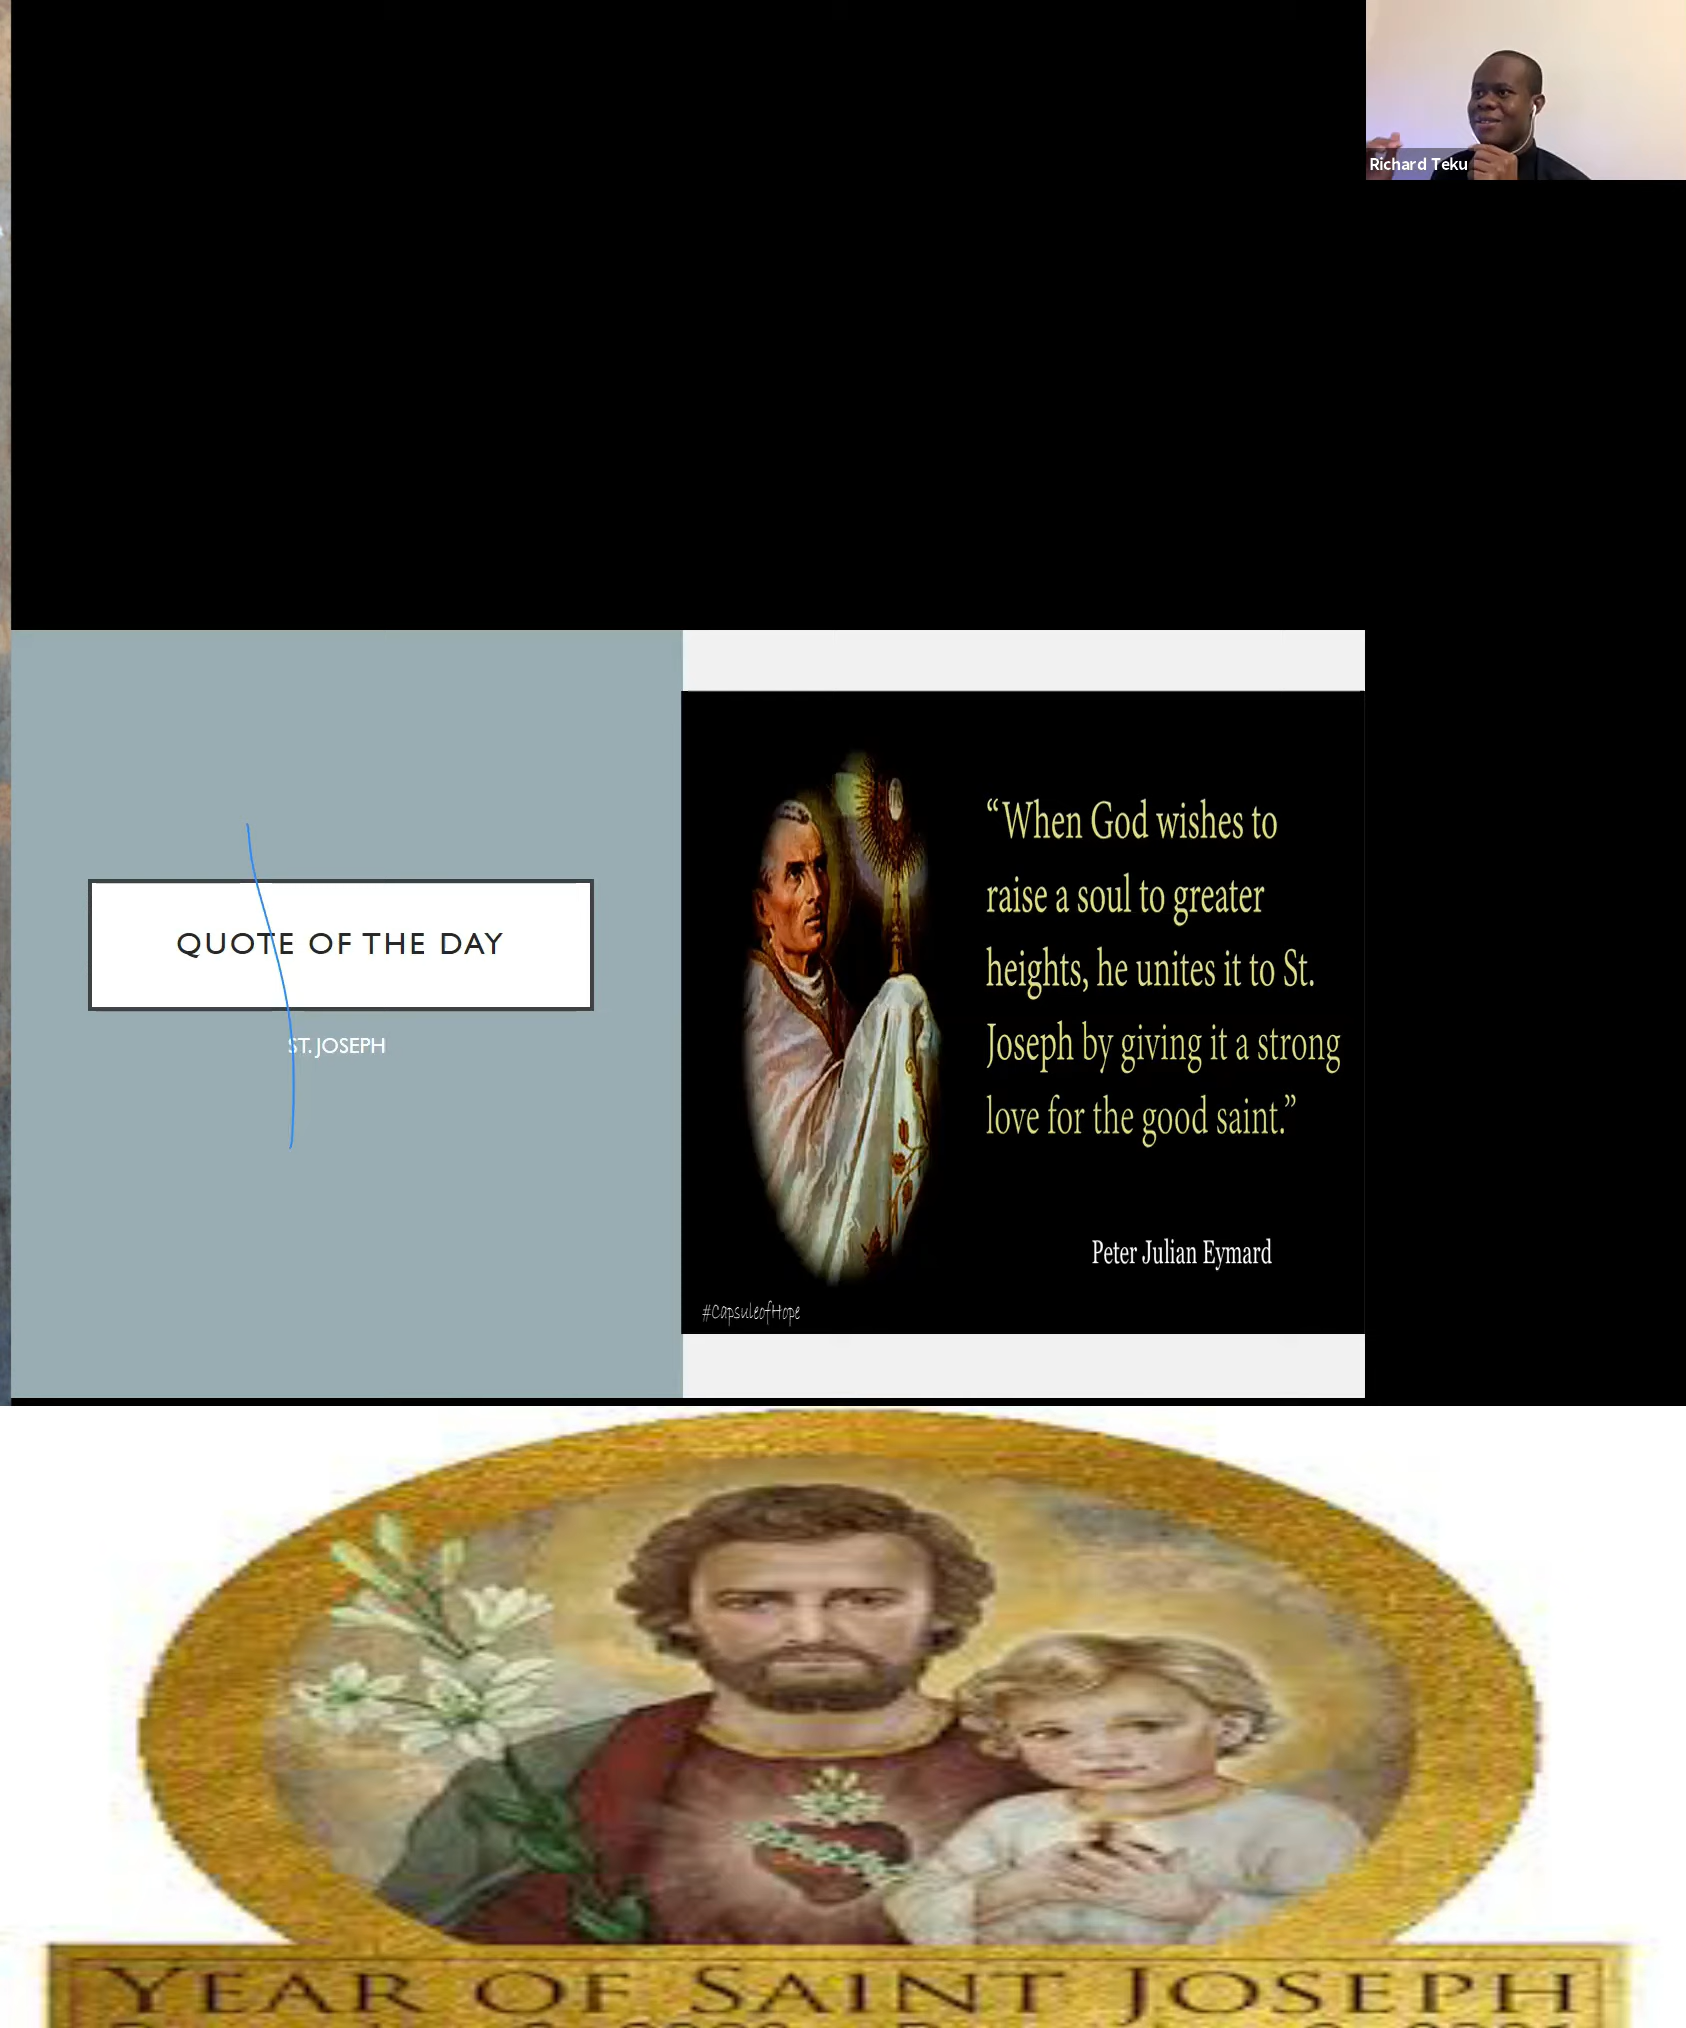 Richard Teku
QUOTE OF THE DAY
ST. JOSEPH
“When God wishes to
raise a soul to greater
heights, he unites it to St.
Joseph by giving it a strong
love for the good saint.”
Peter Julian Eymard
#CapsuleofHope
YEAR OF SAINT JOSEPH